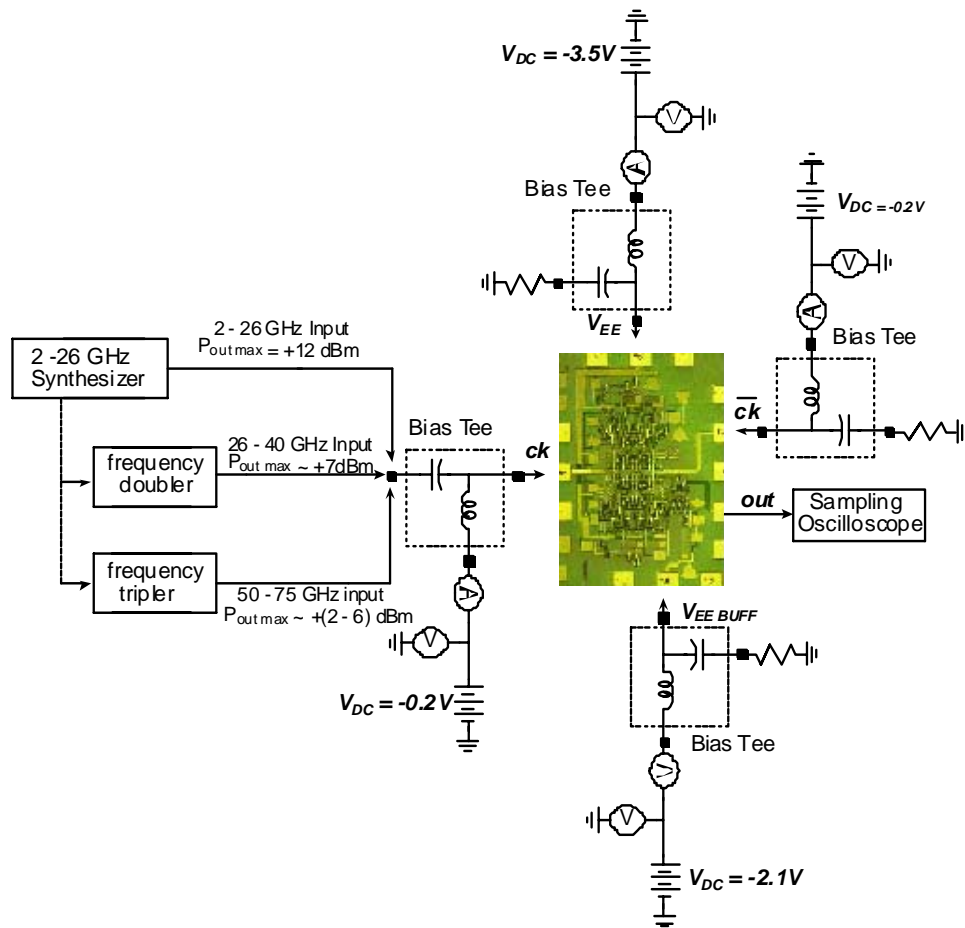 V_DC = -3.5V
V
A
Bias Tee
V_EE
V_DC = -0.2V
V
A
Bias Tee
ck
2 - 26 GHz Input
P_out max = +12 dBm
2 -26 GHz
Synthesizer
26 - 40 GHz Input
P_out max ~ +7dBm
frequency
doubler
frequency
tripler
50 - 75 GHz input
P_out max ~ +(2 - 6) dBm
Bias Tee
ck
A
V
V_DC = -0.2 V
out
Sampling
Oscilloscope
V_EE BUFF
Bias Tee
V
V
V_DC = -2.1V